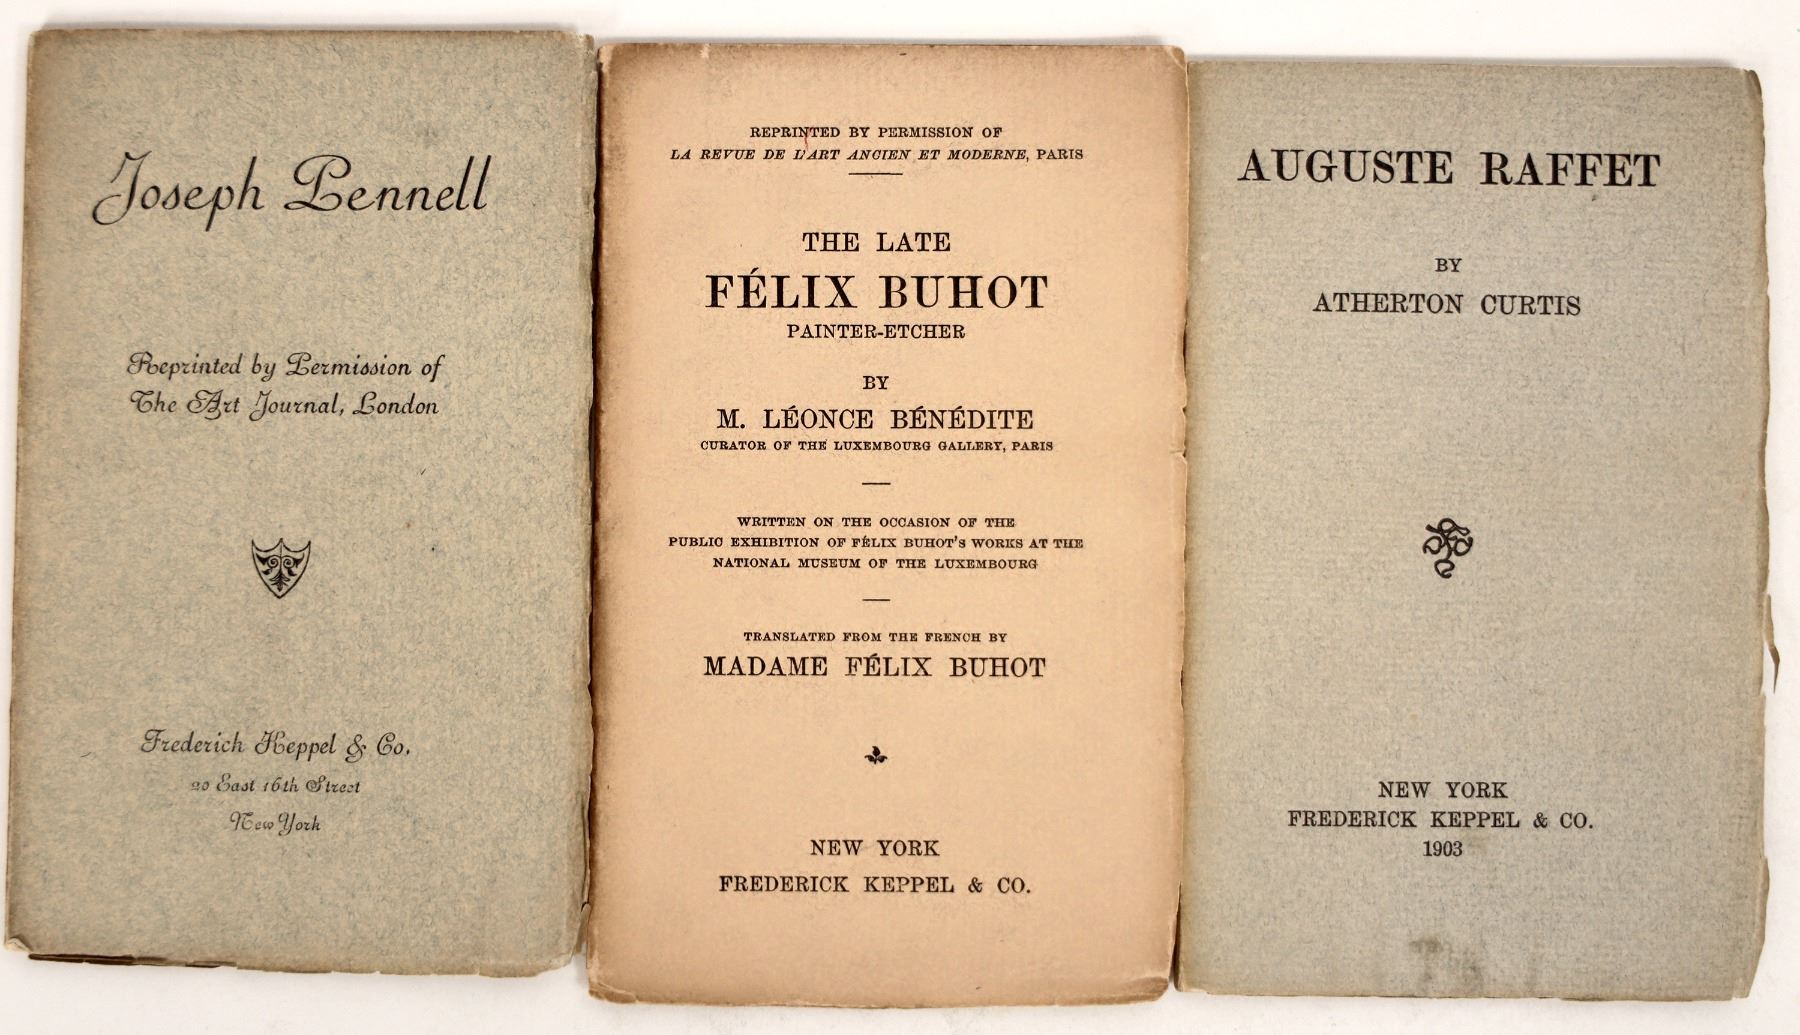 Joseph Pennell
Reprinted by Permission of
The Art Journal, London
Frederick Keppel & Co.
20 East 16th Street
New York
REPRINTED BY PERMISSION OF
LA REVUE DE L'ART ANCIEN ET MODERNE, PARIS
THE LATE
FÉLIX BUHOT
PAINTER-ETCHER
BY
M. LÉONCE BÉNÉDITE
CURATOR OF THE LUXEMBOURG GALLERY, PARIS
WRITTEN ON THE OCCASION OF THE
PUBLIC EXHIBITION OF FÉLIX BUHOT'S WORKS AT THE
NATIONAL MUSEUM OF THE LUXEMBOURG
TRANSLATED FROM THE FRENCH BY
MADAME FÉLIX BUHOT
NEW YORK
FREDERICK KEPPEL & CO.
AUGUSTE RAFFET
BY
ATHERTON CURTIS
NEW YORK
FREDERICK KEPPEL & CO.
1903